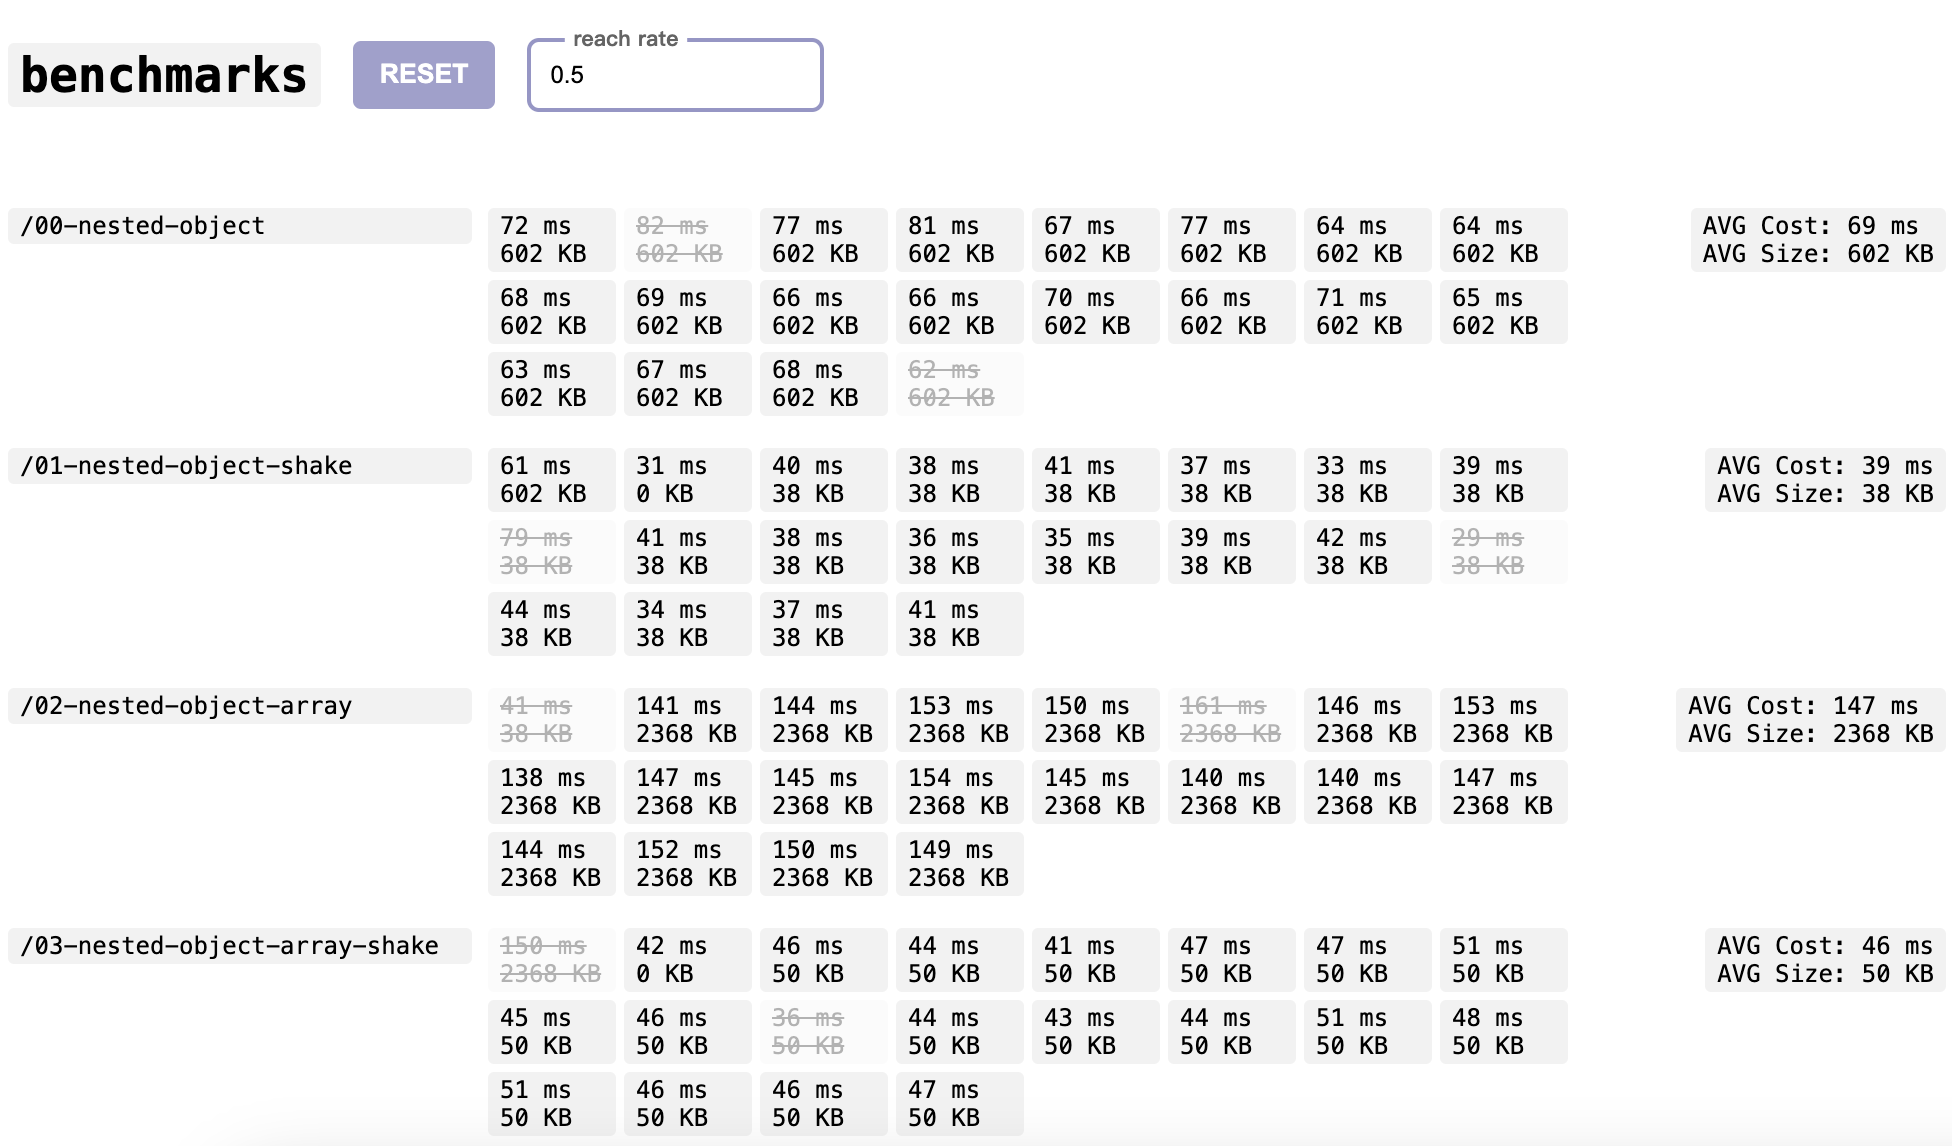 benchmarks RESET reach rate 0.5
/00-nested-object
72 ms 82 ms 77 ms 81 ms 67 ms 77 ms 64 ms 64 ms
602 KB 602 KB 602 KB 602 KB 602 KB 602 KB 602 KB 602 KB
68 ms 69 ms 66 ms 66 ms 70 ms 66 ms 71 ms 65 ms
602 KB 602 KB 602 KB 602 KB 602 KB 602 KB 602 KB 602 KB
63 ms 67 ms 68 ms 62 ms
602 KB 602 KB 602 KB 602 KB
AVG Cost: 69 ms
AVG Size: 602 KB
/01-nested-object-shake
61 ms 31 ms 40 ms 38 ms 41 ms 37 ms 33 ms 39 ms
602 KB 0 KB 38 KB 38 KB 38 KB 38 KB 38 KB 38 KB
79 ms 41 ms 38 ms 36 ms 35 ms 39 ms 42 ms 29 ms
38 KB 38 KB 38 KB 38 KB 38 KB 38 KB 38 KB 38 KB
44 ms 34 ms 37 ms 41 ms
38 KB 38 KB 38 KB 38 KB
AVG Cost: 39 ms
AVG Size: 38 KB
/02-nested-object-array
41 ms 141 ms 144 ms 153 ms 150 ms 161 ms 146 ms 153 ms
38 KB 2368 KB 2368 KB 2368 KB 2368 KB 2368 KB 2368 KB 2368 KB
138 ms 147 ms 145 ms 154 ms 145 ms 140 ms 140 ms 147 ms
2368 KB 2368 KB 2368 KB 2368 KB 2368 KB 2368 KB 2368 KB 2368 KB
144 ms 152 ms 150 ms 149 ms
2368 KB 2368 KB 2368 KB 2368 KB
AVG Cost: 147 ms
AVG Size: 2368 KB
/03-nested-object-array-shake
150 ms 42 ms 46 ms 44 ms 41 ms 47 ms 47 ms 51 ms
2368 KB 0 KB 50 KB 50 KB 50 KB 50 KB 50 KB 50 KB
45 ms 46 ms 36 ms 44 ms 43 ms 44 ms 51 ms 48 ms
50 KB 50 KB 50 KB 50 KB 50 KB 50 KB 50 KB 50 KB
51 ms 46 ms 46 ms 47 ms
50 KB 50 KB 50 KB 50 KB
AVG Cost: 46 ms
AVG Size: 50 KB